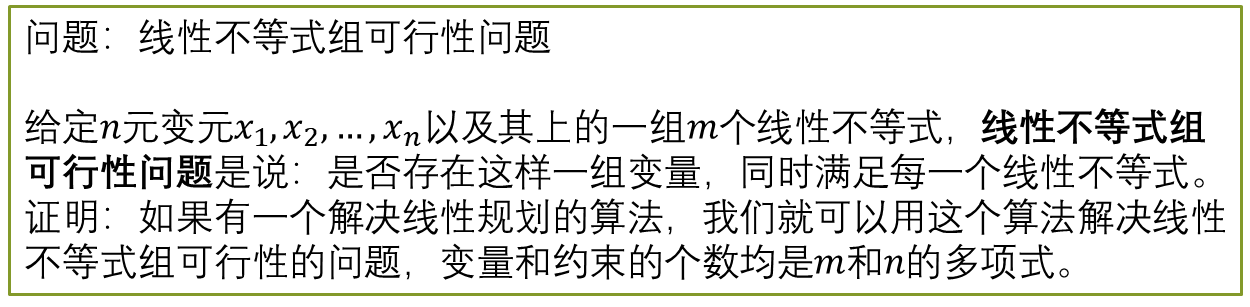 问题：线性不等式组可行性问题
给定n元变元x₁, x₂, …, xₙ以及其上的一组m个线性不等式，线性不等式组
可行性问题是说：是否存在这样一组变量，同时满足每一个线性不等式。
证明：如果有一个解决线性规划的算法，我们就可以用这个算法解决线性
不等式组可行性的问题，变量和约束的个数均是m和n的多项式。